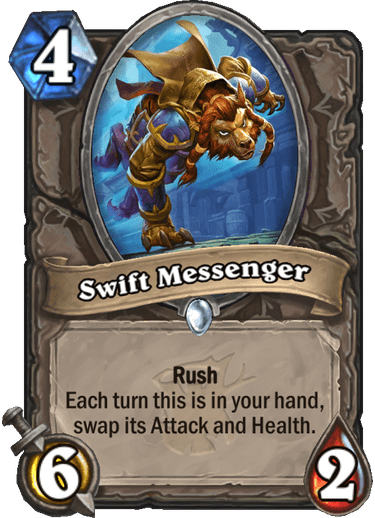 4
Swift Messenger
Rush
Each turn this is in your hand,
swap its Attack and Health.
6
2